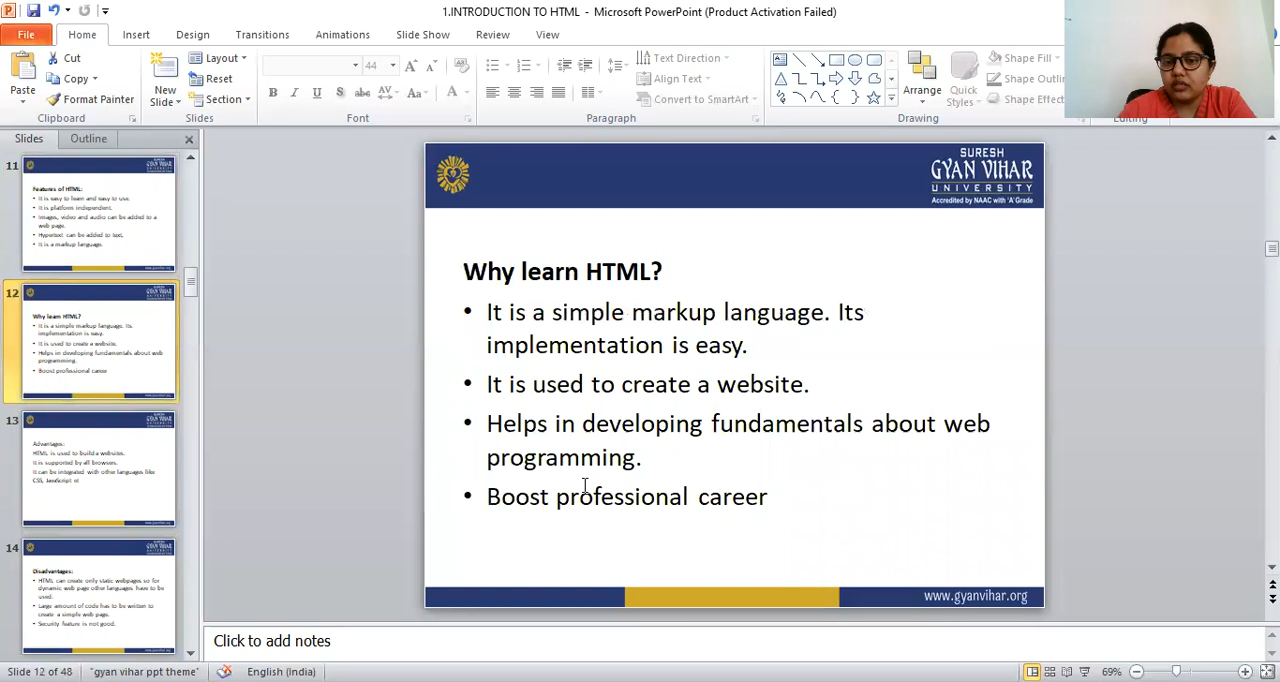 1.INTRODUCTION TO HTML - Microsoft PowerPoint (Product Activation Failed)
File Home Insert Design Transitions Animations Slide Show Review View
Paste
Cut
Copy
Format Painter
Clipboard
New
Slide
Layout
Reset
Section
Slides
44
B I U S abc AV Aa A
Font
Text Direction
Align Text
Convert to SmartArt
Paragraph
Arrange
Quick
Styles
Shape Fill
Shape Outli
Shape Effect
Drawing
Editing
Slides Outline
11
Features of HTML:
• It is easy to learn and easy to use.
• It is platform independent.
• Images, video and audio can be added to a
web page.
• Hypertext can be added to text.
• It is a markup language.
12
Why learn HTML?
• It is a simple markup language. Its
implementation is easy.
• It is used to create a website.
• Helps in developing fundamentals about web
programming.
• Boost professional career
13
Advantages:
HTML is used to build a websites.
It is supported by all browsers.
It can be integrated with other languages like
CSS, JavaScript et
14
Disadvantages:
• HTML can create only static webpages so for
dynamic web page other languages have to be
used.
• Large amount of code has to be written to
create a simple web page.
• Security feature is not good.
SURESH
GYAN VIHAR
UNIVERSITY
Accredited by NAAC with 'A' Grade
Why learn HTML?
• It is a simple markup language. Its
implementation is easy.
• It is used to create a website.
• Helps in developing fundamentals about web
programming.
• Boost professional career
www.gyanvihar.org
Click to add notes
Slide 12 of 48 "gyan vihar ppt theme" English (India) 69%